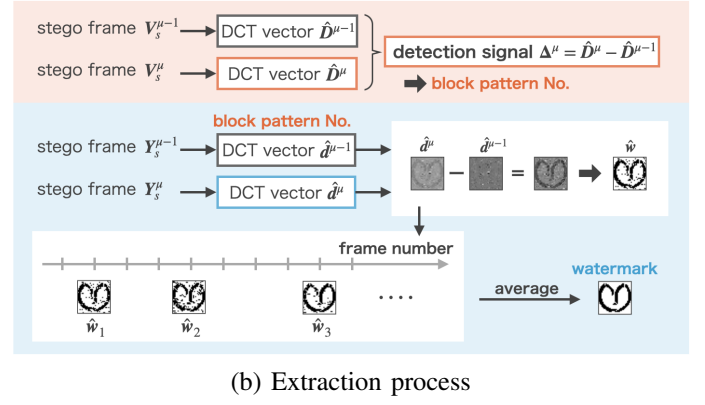 stego frame V_s^{μ−1} → DCT vector D̂^{μ−1}
stego frame V_s^μ → DCT vector D̂^μ
detection signal Δ^μ = D̂^μ − D̂^{μ−1}
➡ block pattern No.
block pattern No.
stego frame Y_s^{μ−1} → DCT vector d̂^{μ−1}
stego frame Y_s^μ → DCT vector d̂^μ
d̂^μ d̂^{μ−1} ŵ
− = ➡
frame number
ŵ_1 ŵ_2 ŵ_3 ....
average
watermark
(b) Extraction process